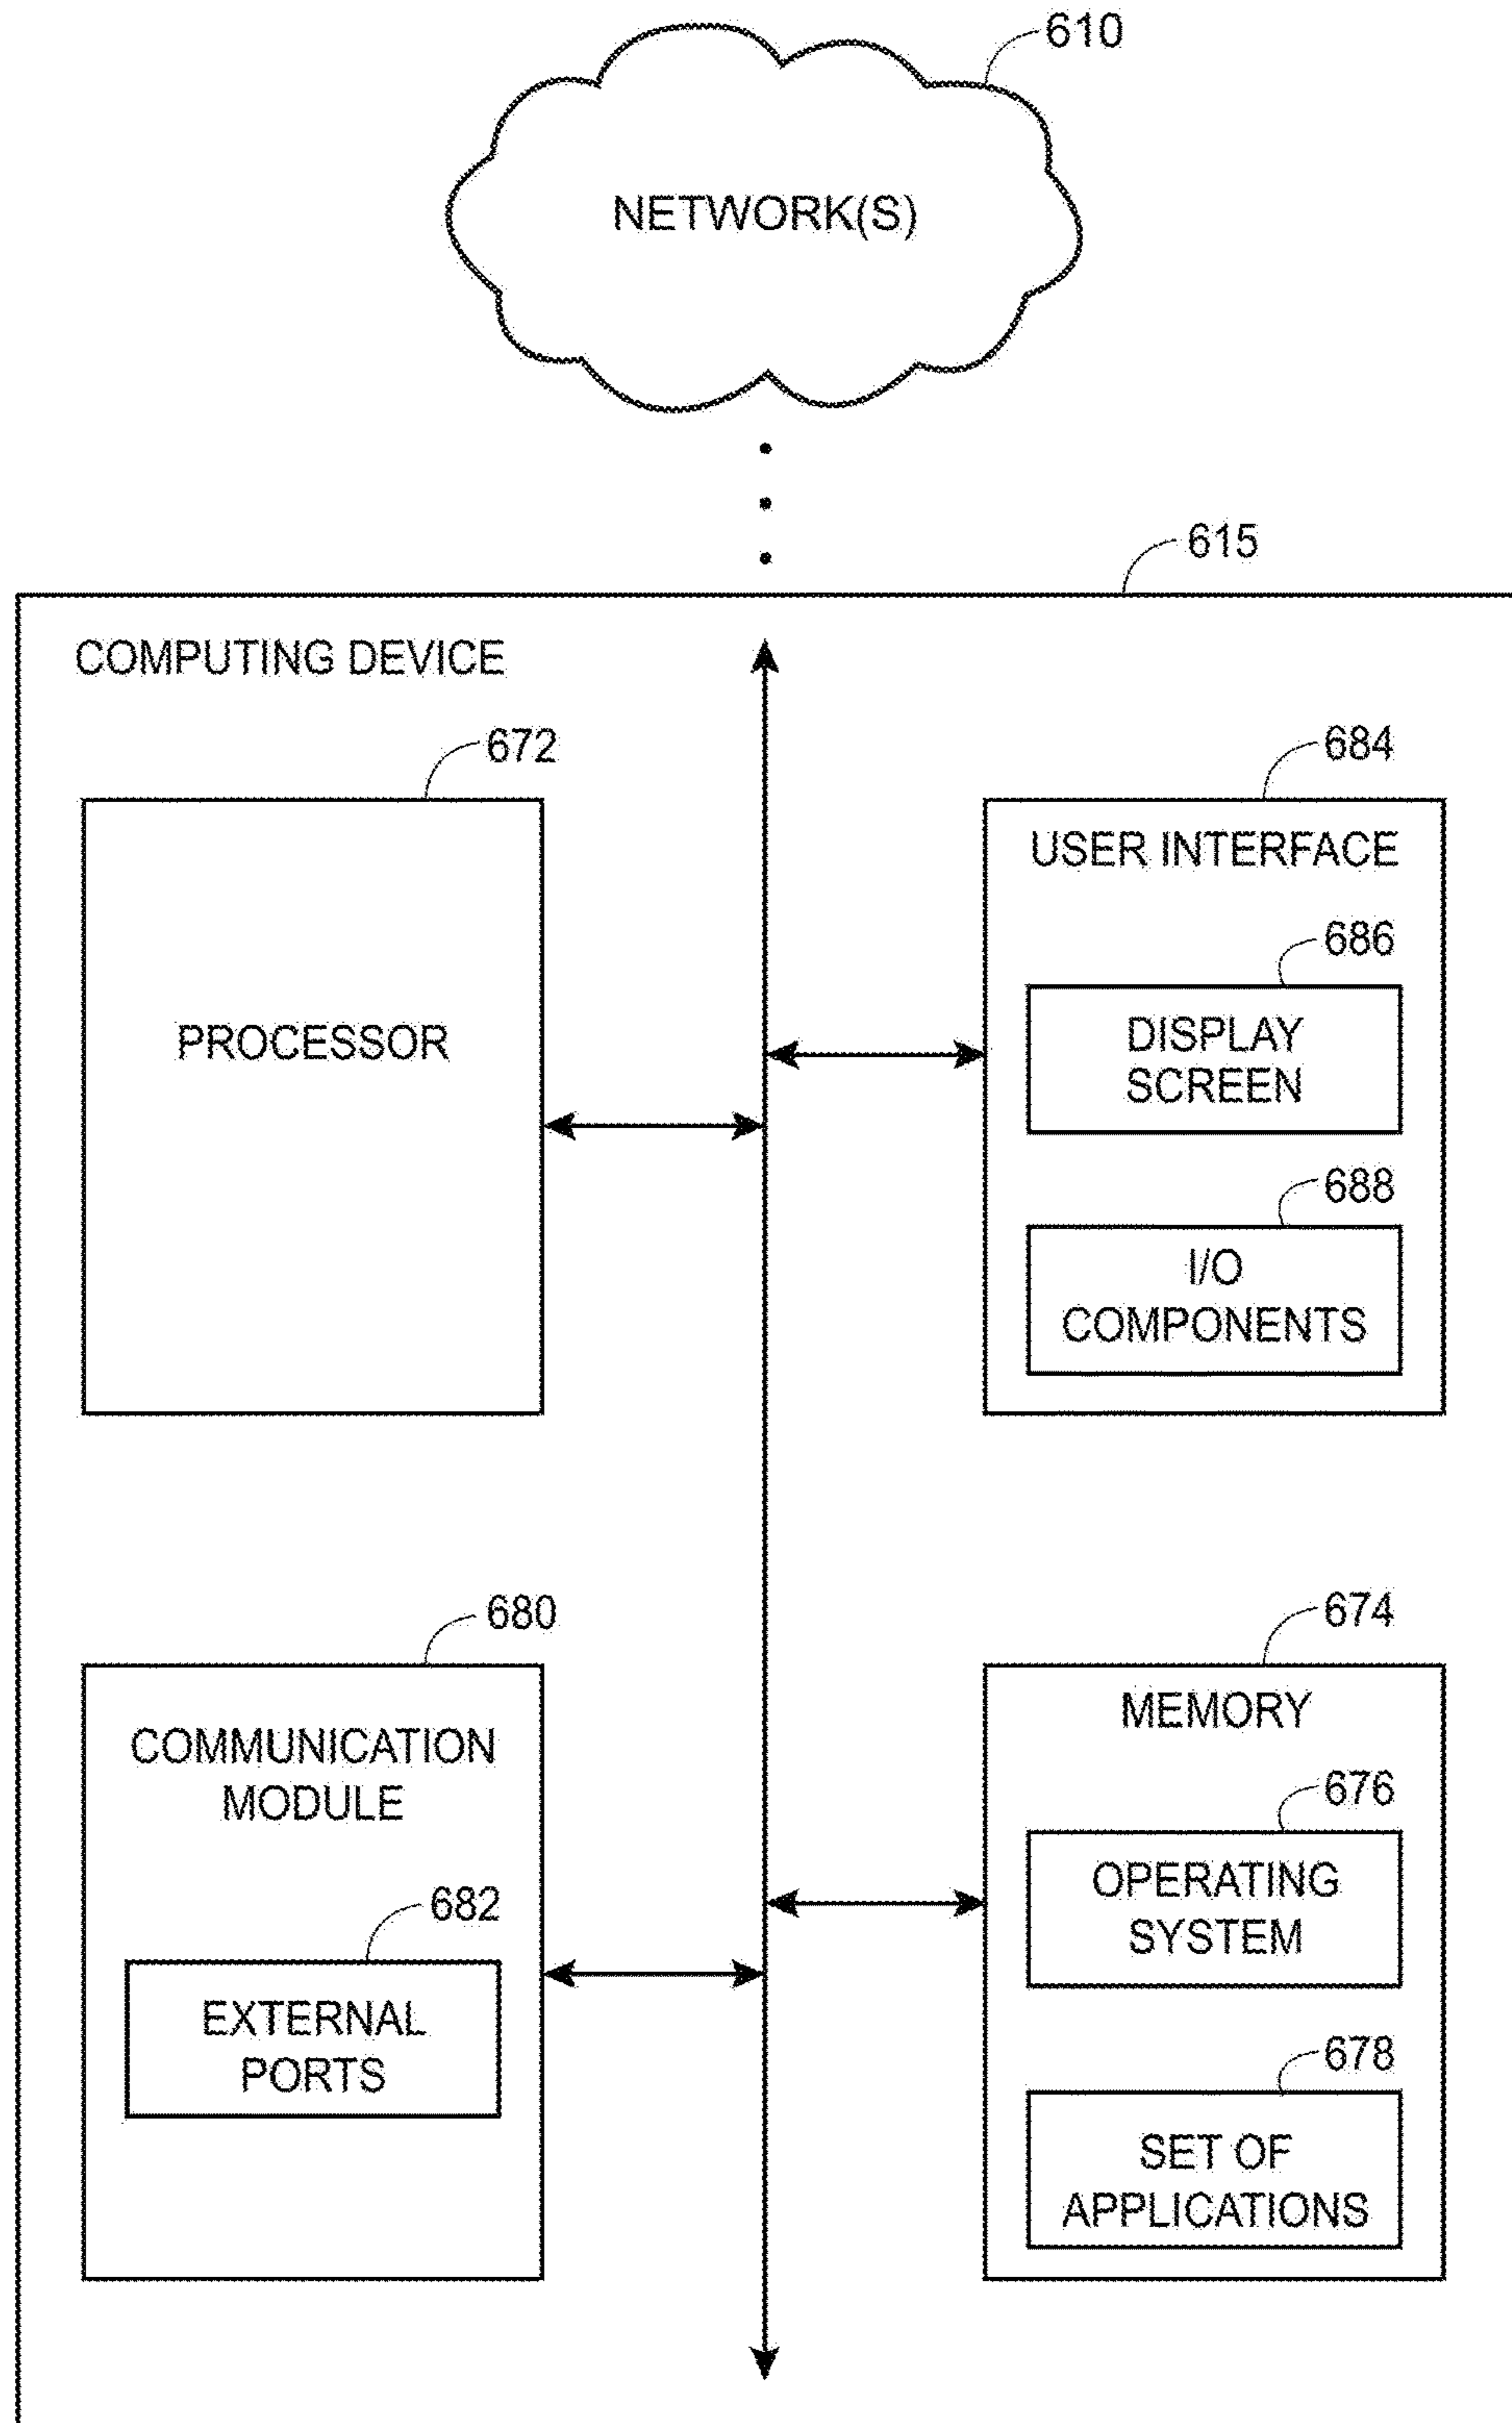 610
NETWORK(S)
615
COMPUTING DEVICE
672
PROCESSOR
684
USER INTERFACE
686
DISPLAY
SCREEN
688
I/O
COMPONENTS
680
COMMUNICATION
MODULE
682
EXTERNAL
PORTS
674
MEMORY
676
OPERATING
SYSTEM
678
SET OF
APPLICATIONS